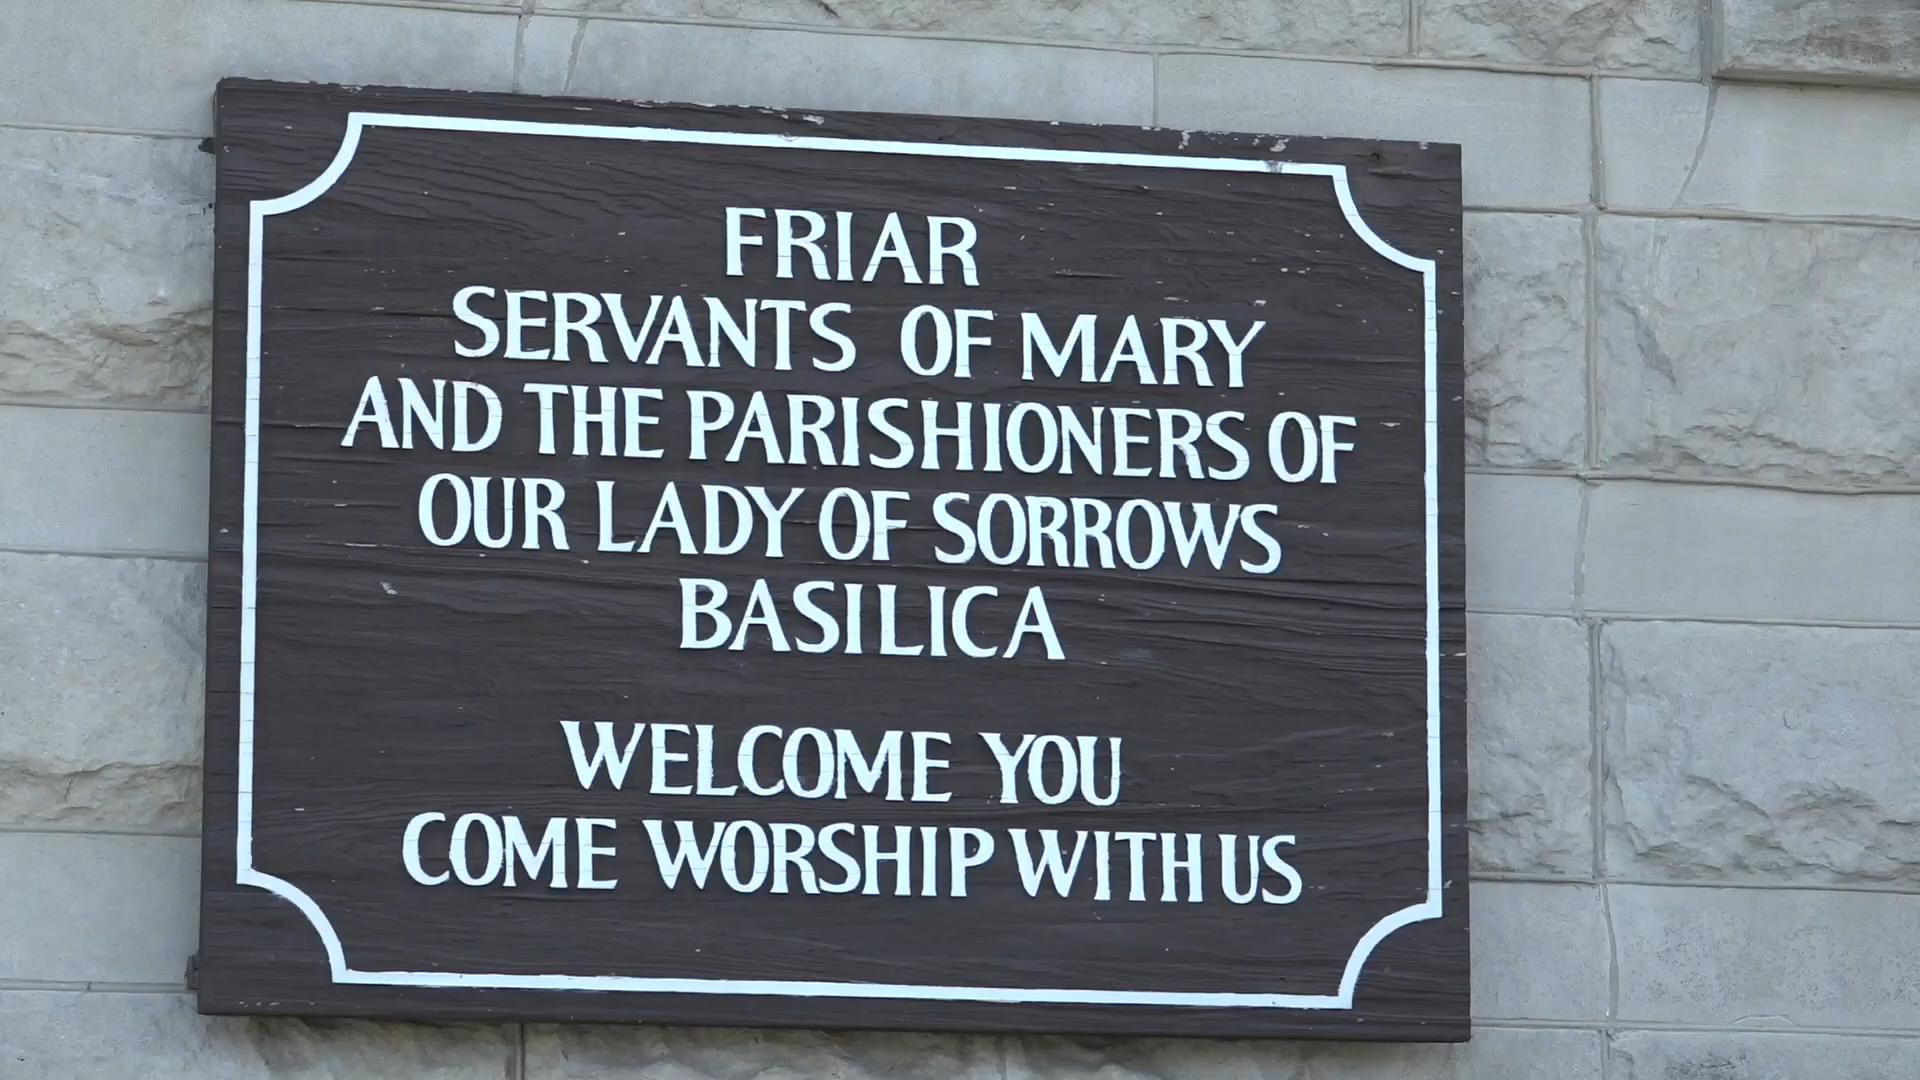 FRIAR
SERVANTS OF MARY
AND THE PARISHIONERS OF
OUR LADY OF SORROWS
BASILICA
WELCOME YOU
COME WORSHIP WITH US